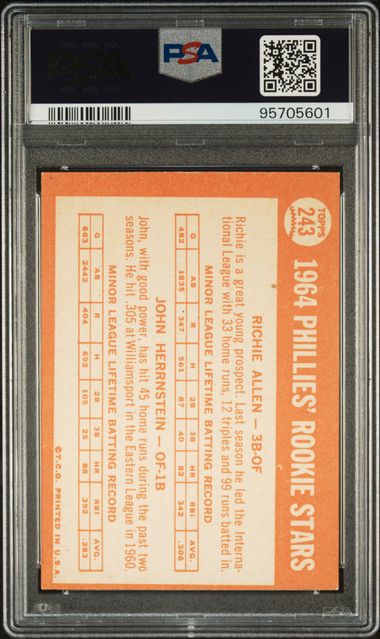 PSA
95705601
TOPPS
243
1964 PHILLIES' ROOKIE STARS
RICHIE ALLEN — 3B-OF
Richie is a great young prospect. Last season he led the Interna-
tional League with 33 home runs, 12 triples and 99 runs batted in.
MINOR LEAGUE LIFETIME BATTING RECORD
G AB R H 2B 3B HR RBI AVG.
482 1835 347 561 87 40 82 342 .306
JOHN HERRNSTEIN — OF-1B
John, with good power, has hit 45 home runs during the past two
seasons. He hit .305 at Williamsport in the Eastern League in 1960.
MINOR LEAGUE LIFETIME BATTING RECORD
G AB R H 2B 3B HR RBI AVG.
663 2442 404 692 105 25 88 392 .283
©T.C.G. PRINTED IN U.S.A.